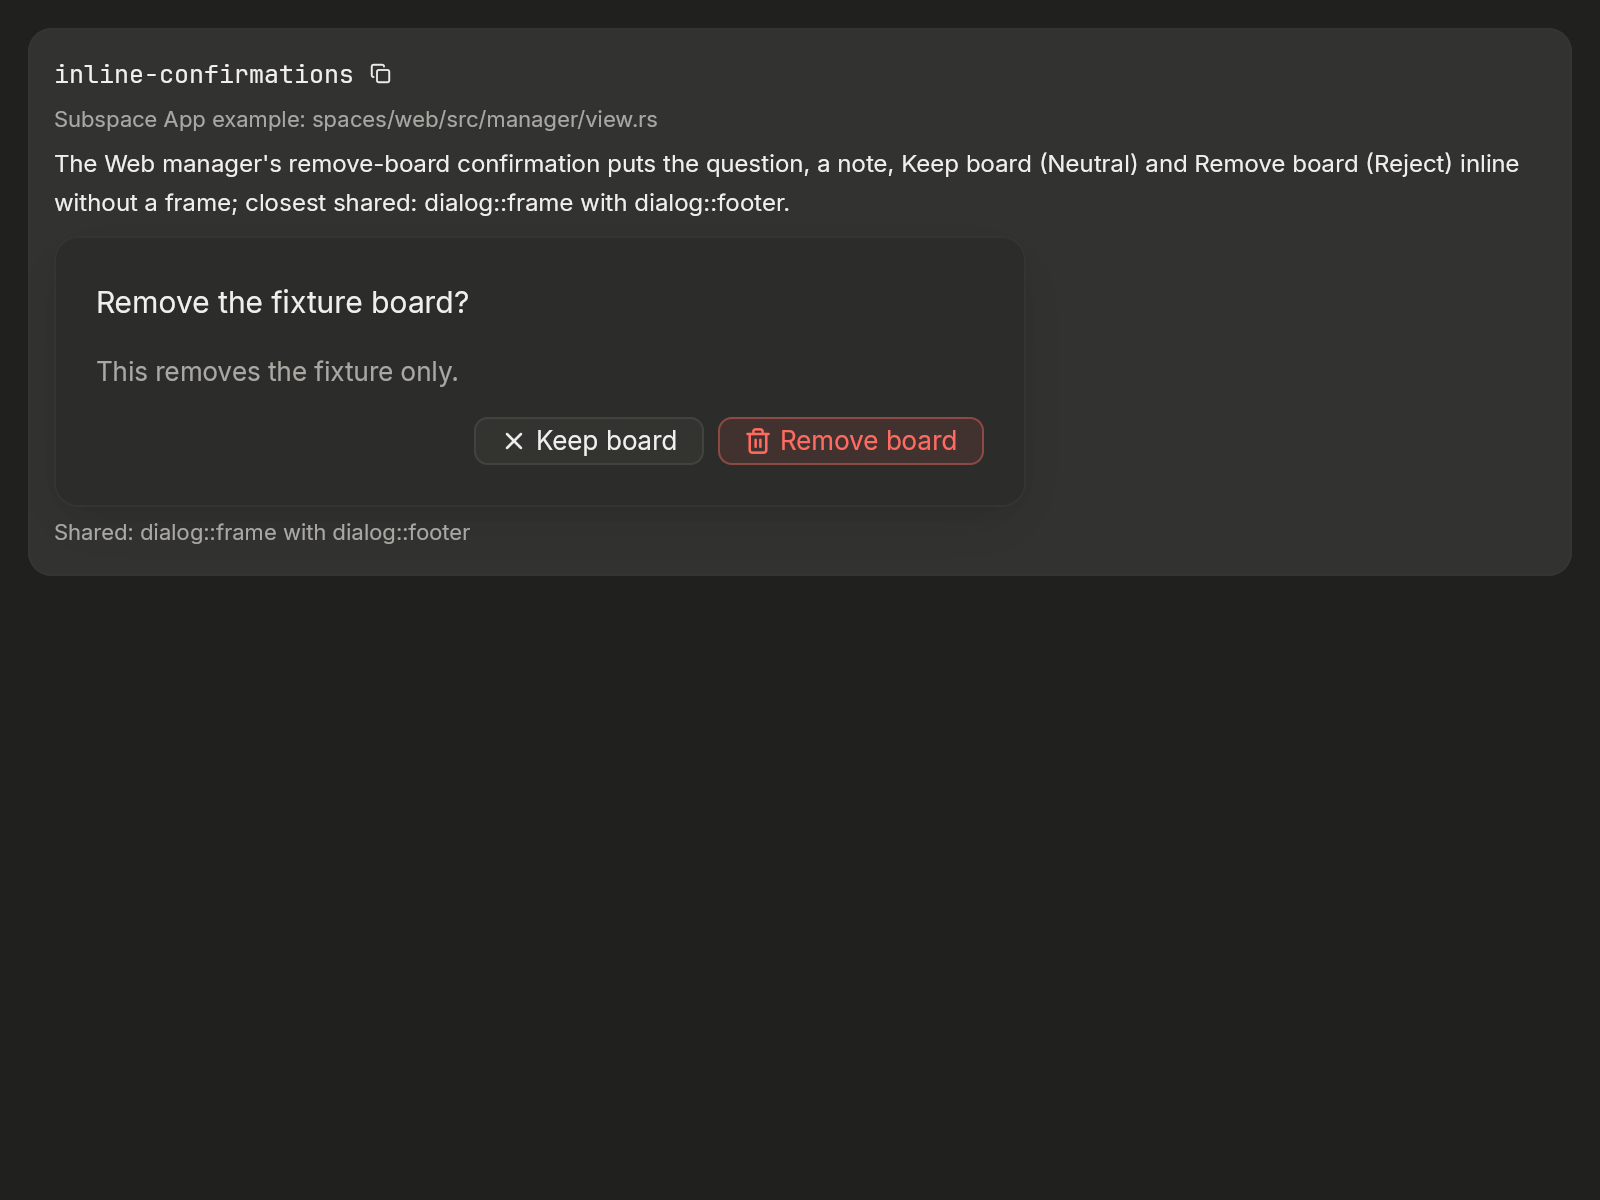 inline-confirmations
Subspace App example: spaces/web/src/manager/view.rs
The Web manager's remove-board confirmation puts the question, a note, Keep board (Neutral) and Remove board (Reject) inline
without a frame; closest shared: dialog::frame with dialog::footer.
Remove the fixture board?
This removes the fixture only.
Keep board
Remove board
Shared: dialog::frame with dialog::footer